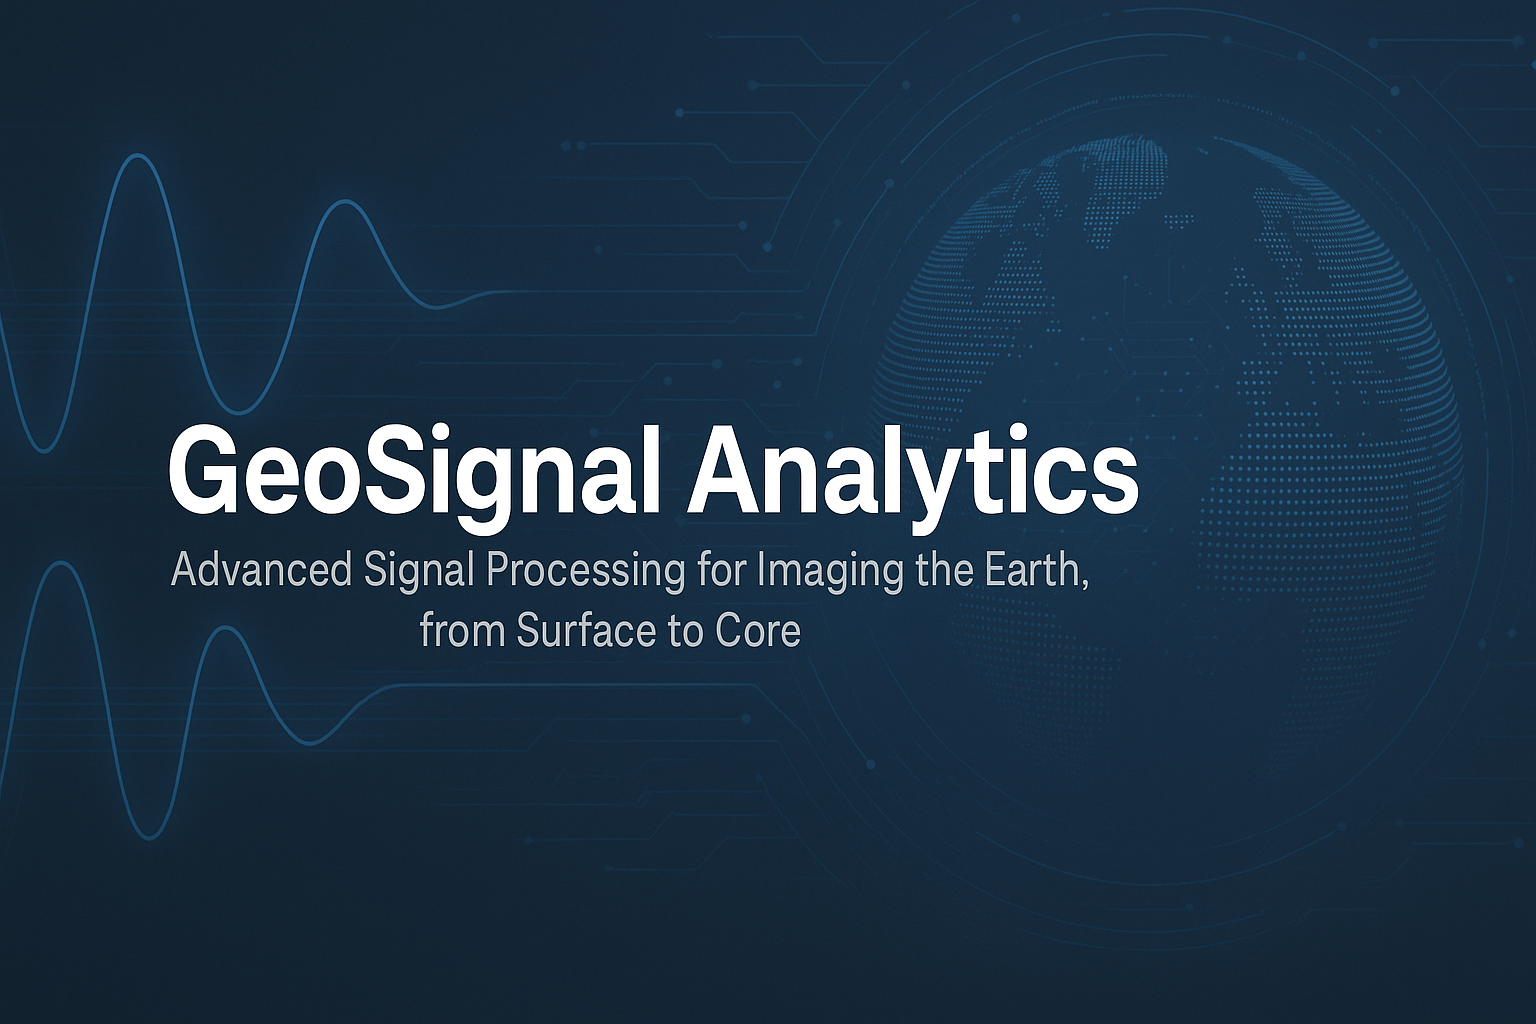 GeoSignal Analytics
Advanced Signal Processing for Imaging the Earth,
from Surface to Core